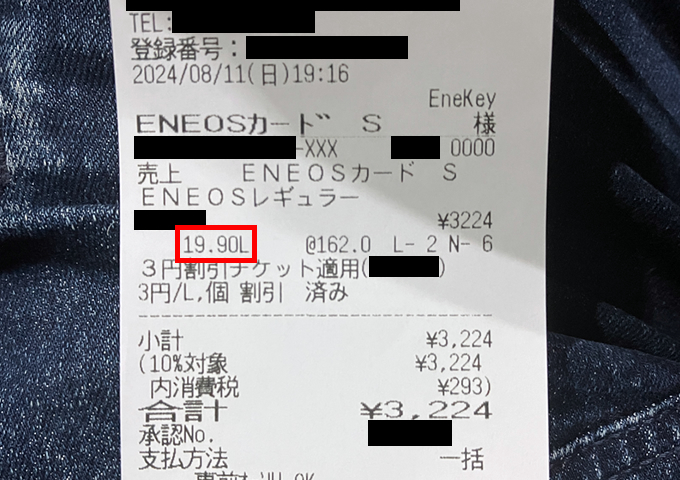 TEL:
登録番号:
2024/08/11(日)19:16
EneKey
ENEOSカード S 様
-XXX 0000
売上 ENEOSカード S
ENEOSレギュラー
¥3224
19.90L @162.0 L- 2 N- 6
3円割引チケット適用(
3円/L,個 割引 済み
小計 ¥3,224
(10%対象 ¥3,224
内消費税 ¥293)
合計 ¥3,224
承認No.
支払方法 一括